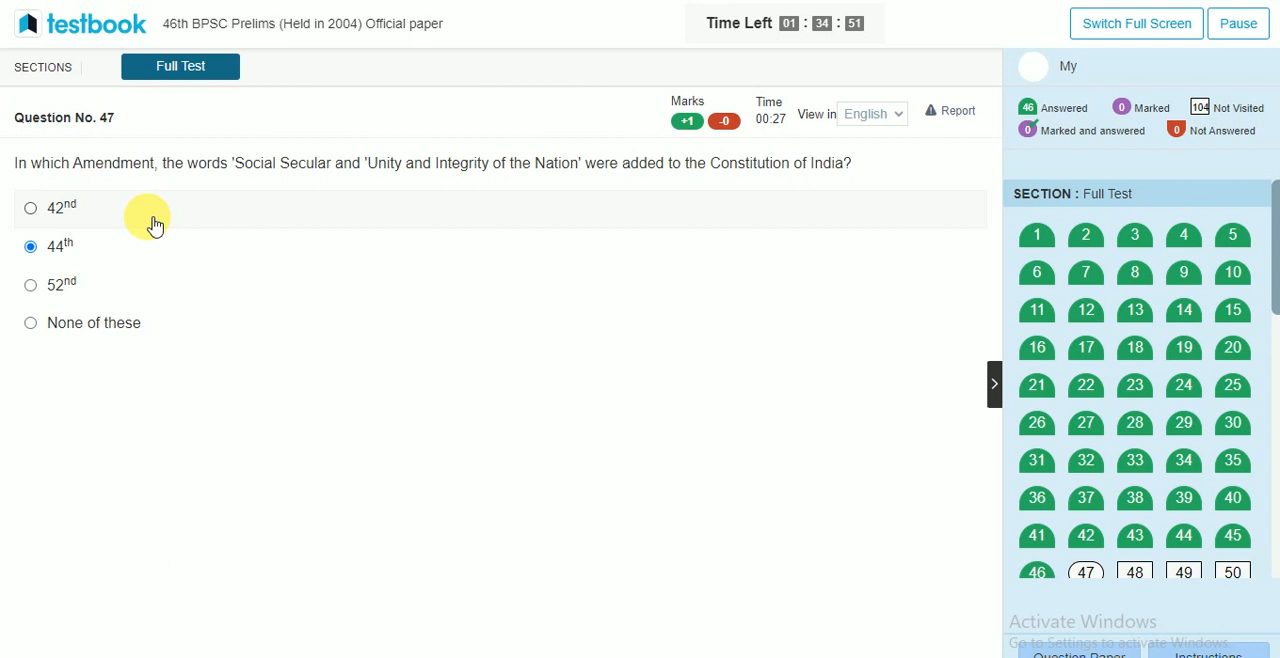 testbook 46th BPSC Prelims (Held in 2004) Official paper Time Left 01 : 34 : 51 Switch Full Screen Pause
SECTIONS Full Test My
Question No. 47 Marks +1 -0 Time 00:27 View in English Report
46 Answered 0 Marked 104 Not Visited
0 Marked and answered 0 Not Answered
In which Amendment, the words 'Social Secular and 'Unity and Integrity of the Nation' were added to the Constitution of India?
42nd
44th
52nd
None of these
SECTION : Full Test
1 2 3 4 5
6 7 8 9 10
11 12 13 14 15
16 17 18 19 20
21 22 23 24 25
26 27 28 29 30
31 32 33 34 35
36 37 38 39 40
41 42 43 44 45
46 47 48 49 50
Activate Windows
Go to Settings to activate Windows.
Question Paper Instructions